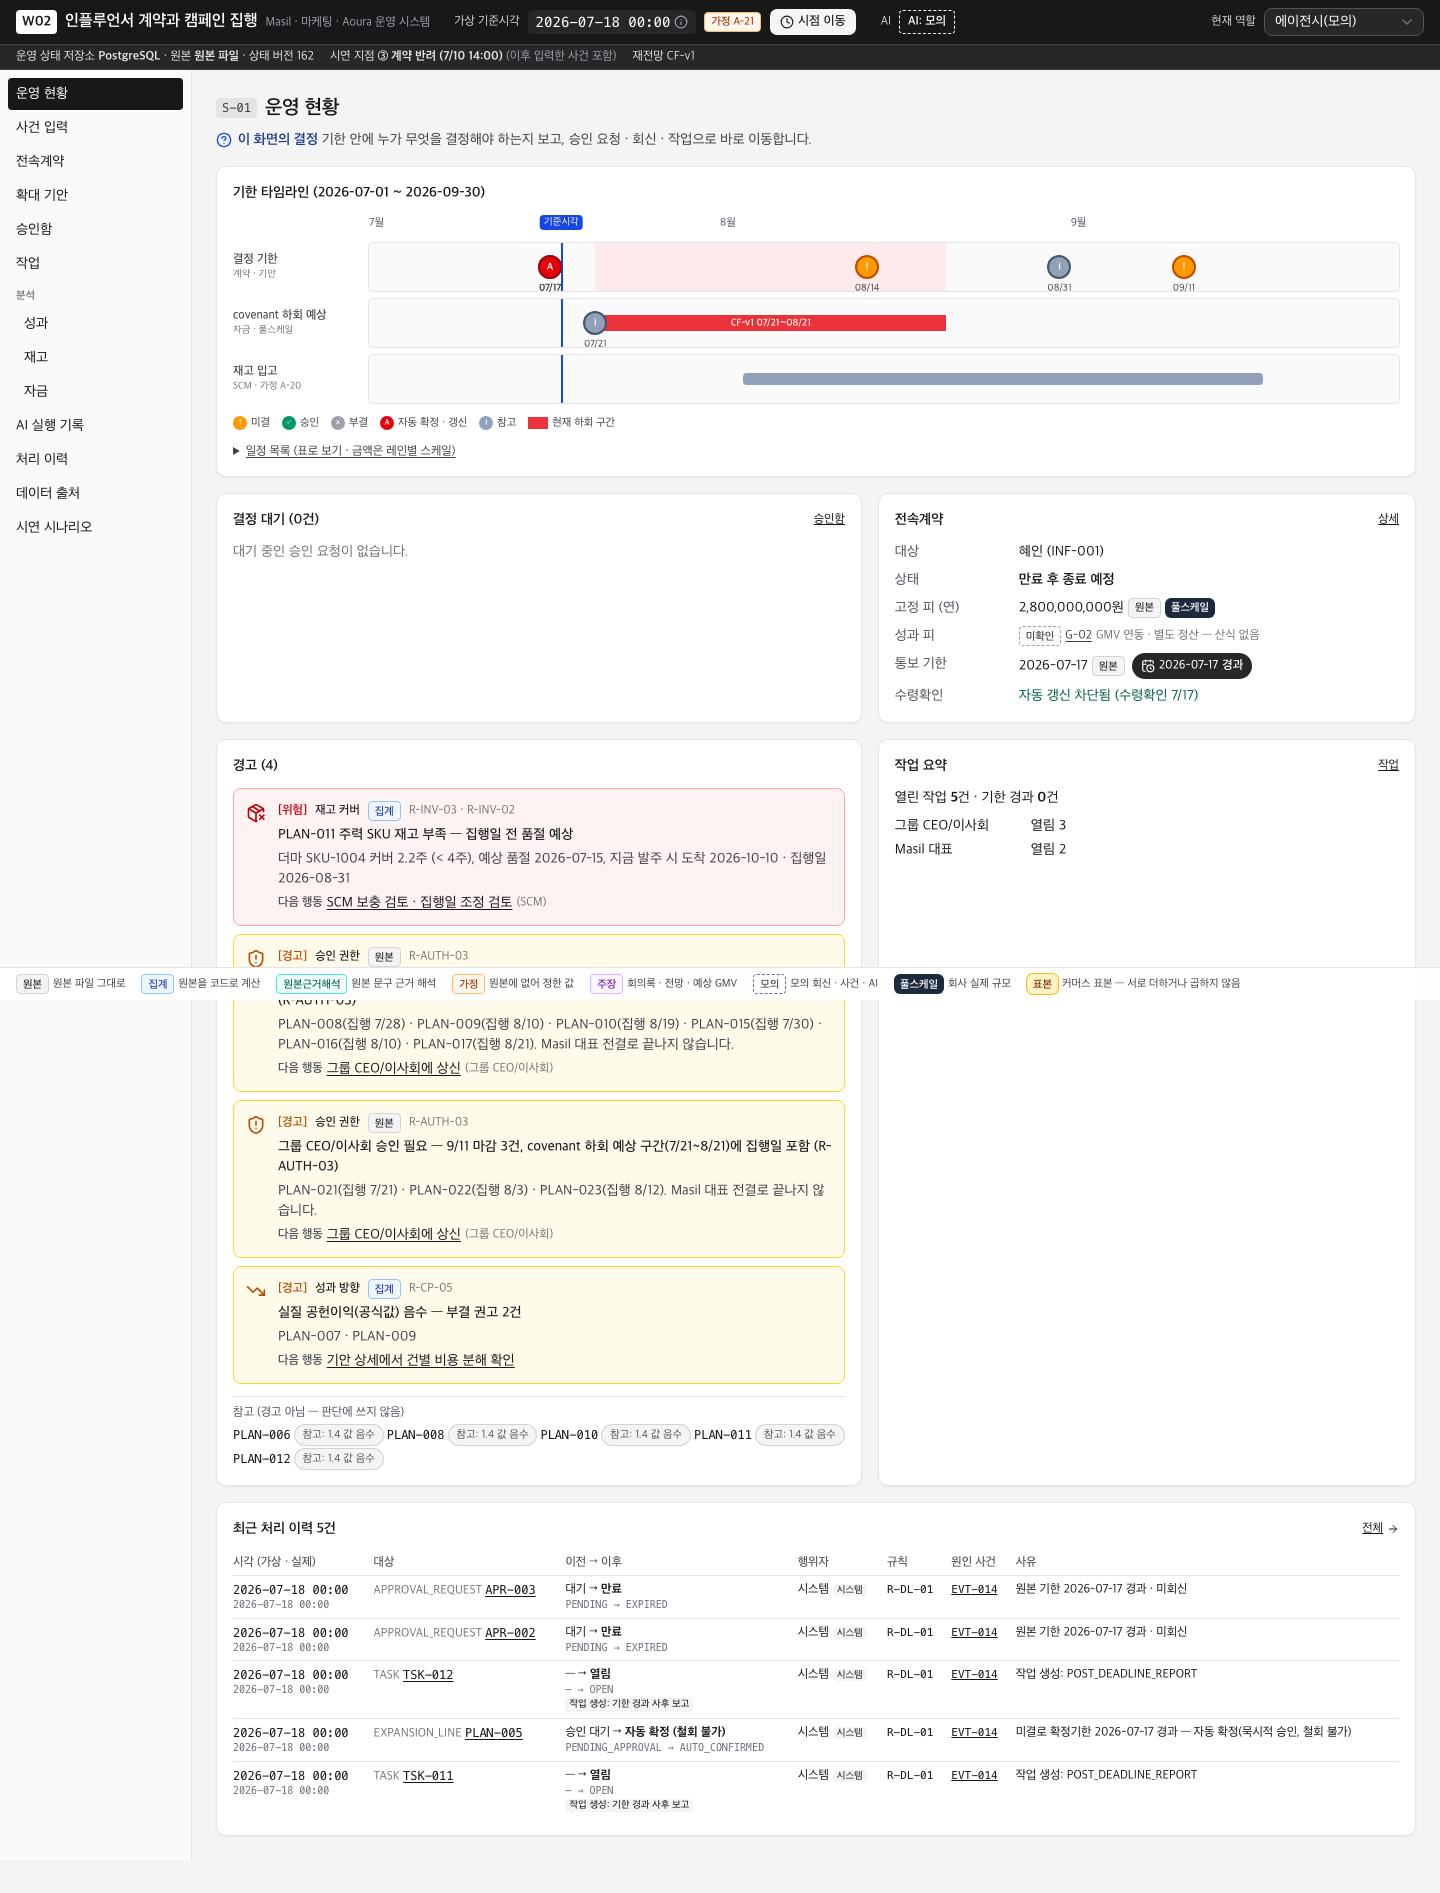 W02 인플루언서 계약과 캠페인 집행 Masil · 마케팅 · Aoura 운영 시스템 가상 기준시각 2026-07-18 00:00 가정 A-21 시점 이동 AI AI: 모의 현재 역할 에이전시(모의)
운영 상태 저장소 PostgreSQL · 원본 원본 파일 · 상태 버전 162 시연 지점 ③ 계약 반려 (7/10 14:00) (이후 입력한 사건 포함) 재전망 CF-v1
운영 현황
사건 입력
전속계약
확대 기안
승인함
작업
분석
성과
재고
자금
AI 실행 기록
처리 이력
데이터 출처
시연 시나리오
S-01 운영 현황
이 화면의 결정 기한 안에 누가 무엇을 결정해야 하는지 보고, 승인 요청 · 회신 · 작업으로 바로 이동합니다.
기한 타임라인 (2026-07-01 ~ 2026-09-30)
7월 기준시각 8월 9월
결정 기한
계약 · 기안
A ! i !
07/17 08/14 08/31 09/11
covenant 하회 예상
자금 · 풀스케일
i CF-v1 07/21~08/21
07/21
재고 입고
SCM · 가정 A-20
! 미결 ✓ 승인 × 부결 A 자동 확정 · 갱신 i 참고 현재 하회 구간
▶ 일정 목록 (표로 보기 · 금액은 레인별 스케일)
결정 대기 (0건) 승인함
대기 중인 승인 요청이 없습니다.
전속계약 상세
대상 혜인 (INF-001)
상태 만료 후 종료 예정
고정 피 (연) 2,800,000,000원 원본 풀스케일
성과 피 미확인 G-02 GMV 연동 · 별도 정산 — 산식 없음
통보 기한 2026-07-17 원본 2026-07-17 경과
수령확인 자동 갱신 차단됨 (수령확인 7/17)
경고 (4)
[위험] 재고 커버 집계 R-INV-03 · R-INV-02
PLAN-011 주력 SKU 재고 부족 — 집행일 전 품절 예상
더마 SKU-1004 커버 2.2주 (< 4주), 예상 품절 2026-07-15, 지금 발주 시 도착 2026-10-10 · 집행일
2026-08-31
다음 행동 SCM 보충 검토 · 집행일 조정 검토 (SCM)
[경고] 승인 권한 원본 R-AUTH-03
(R-AUTH-03)
PLAN-008(집행 7/28) · PLAN-009(집행 8/10) · PLAN-010(집행 8/19) · PLAN-015(집행 7/30) ·
PLAN-016(집행 8/10) · PLAN-017(집행 8/21). Masil 대표 전결로 끝나지 않습니다.
다음 행동 그룹 CEO/이사회에 상신 (그룹 CEO/이사회)
[경고] 승인 권한 원본 R-AUTH-03
그룹 CEO/이사회 승인 필요 — 9/11 마감 3건, covenant 하회 예상 구간(7/21~8/21)에 집행일 포함 (R-
AUTH-03)
PLAN-021(집행 7/21) · PLAN-022(집행 8/3) · PLAN-023(집행 8/12). Masil 대표 전결로 끝나지 않
습니다.
다음 행동 그룹 CEO/이사회에 상신 (그룹 CEO/이사회)
[경고] 성과 방향 집계 R-CP-05
실질 공헌이익(공식값) 음수 — 부결 권고 2건
PLAN-007 · PLAN-009
다음 행동 기안 상세에서 건별 비용 분해 확인
참고 (경고 아님 — 판단에 쓰지 않음)
PLAN-006 참고: 1.4 값 음수 PLAN-008 참고: 1.4 값 음수 PLAN-010 참고: 1.4 값 음수 PLAN-011 참고: 1.4 값 음수
PLAN-012 참고: 1.4 값 음수
작업 요약 작업
열린 작업 5건 · 기한 경과 0건
그룹 CEO/이사회 열림 3
Masil 대표 열림 2
원본 원본 파일 그대로 집계 원본을 코드로 계산 원본근거해석 원본 문구 근거 해석 가정 원본에 없어 정한 값 주장 회의록 · 전망 · 예상 GMV 모의 모의 회신 · 사건 · AI 풀스케일 회사 실제 규모 표본 커머스 표본 — 서로 더하거나 곱하지 않음
최근 처리 이력 5건 전체 →
시각 (가상 · 실제) 대상 이전 → 이후 행위자 규칙 원인 사건 사유
2026-07-18 00:00 APPROVAL_REQUEST APR-003 대기 → 만료 시스템 시스템 R-DL-01 EVT-014 원본 기한 2026-07-17 경과 · 미회신
2026-07-18 00:00 PENDING → EXPIRED
2026-07-18 00:00 APPROVAL_REQUEST APR-002 대기 → 만료 시스템 시스템 R-DL-01 EVT-014 원본 기한 2026-07-17 경과 · 미회신
2026-07-18 00:00 PENDING → EXPIRED
2026-07-18 00:00 TASK TSK-012 — → 열림 시스템 시스템 R-DL-01 EVT-014 작업 생성: POST_DEADLINE_REPORT
2026-07-18 00:00 — → OPEN
작업 생성: 기한 경과 사후 보고
2026-07-18 00:00 EXPANSION_LINE PLAN-005 승인 대기 → 자동 확정 (철회 불가) 시스템 시스템 R-DL-01 EVT-014 미결로 확정기한 2026-07-17 경과 — 자동 확정(묵시적 승인, 철회 불가)
2026-07-18 00:00 PENDING_APPROVAL → AUTO_CONFIRMED
2026-07-18 00:00 TASK TSK-011 — → 열림 시스템 시스템 R-DL-01 EVT-014 작업 생성: POST_DEADLINE_REPORT
2026-07-18 00:00 — → OPEN
작업 생성: 기한 경과 사후 보고